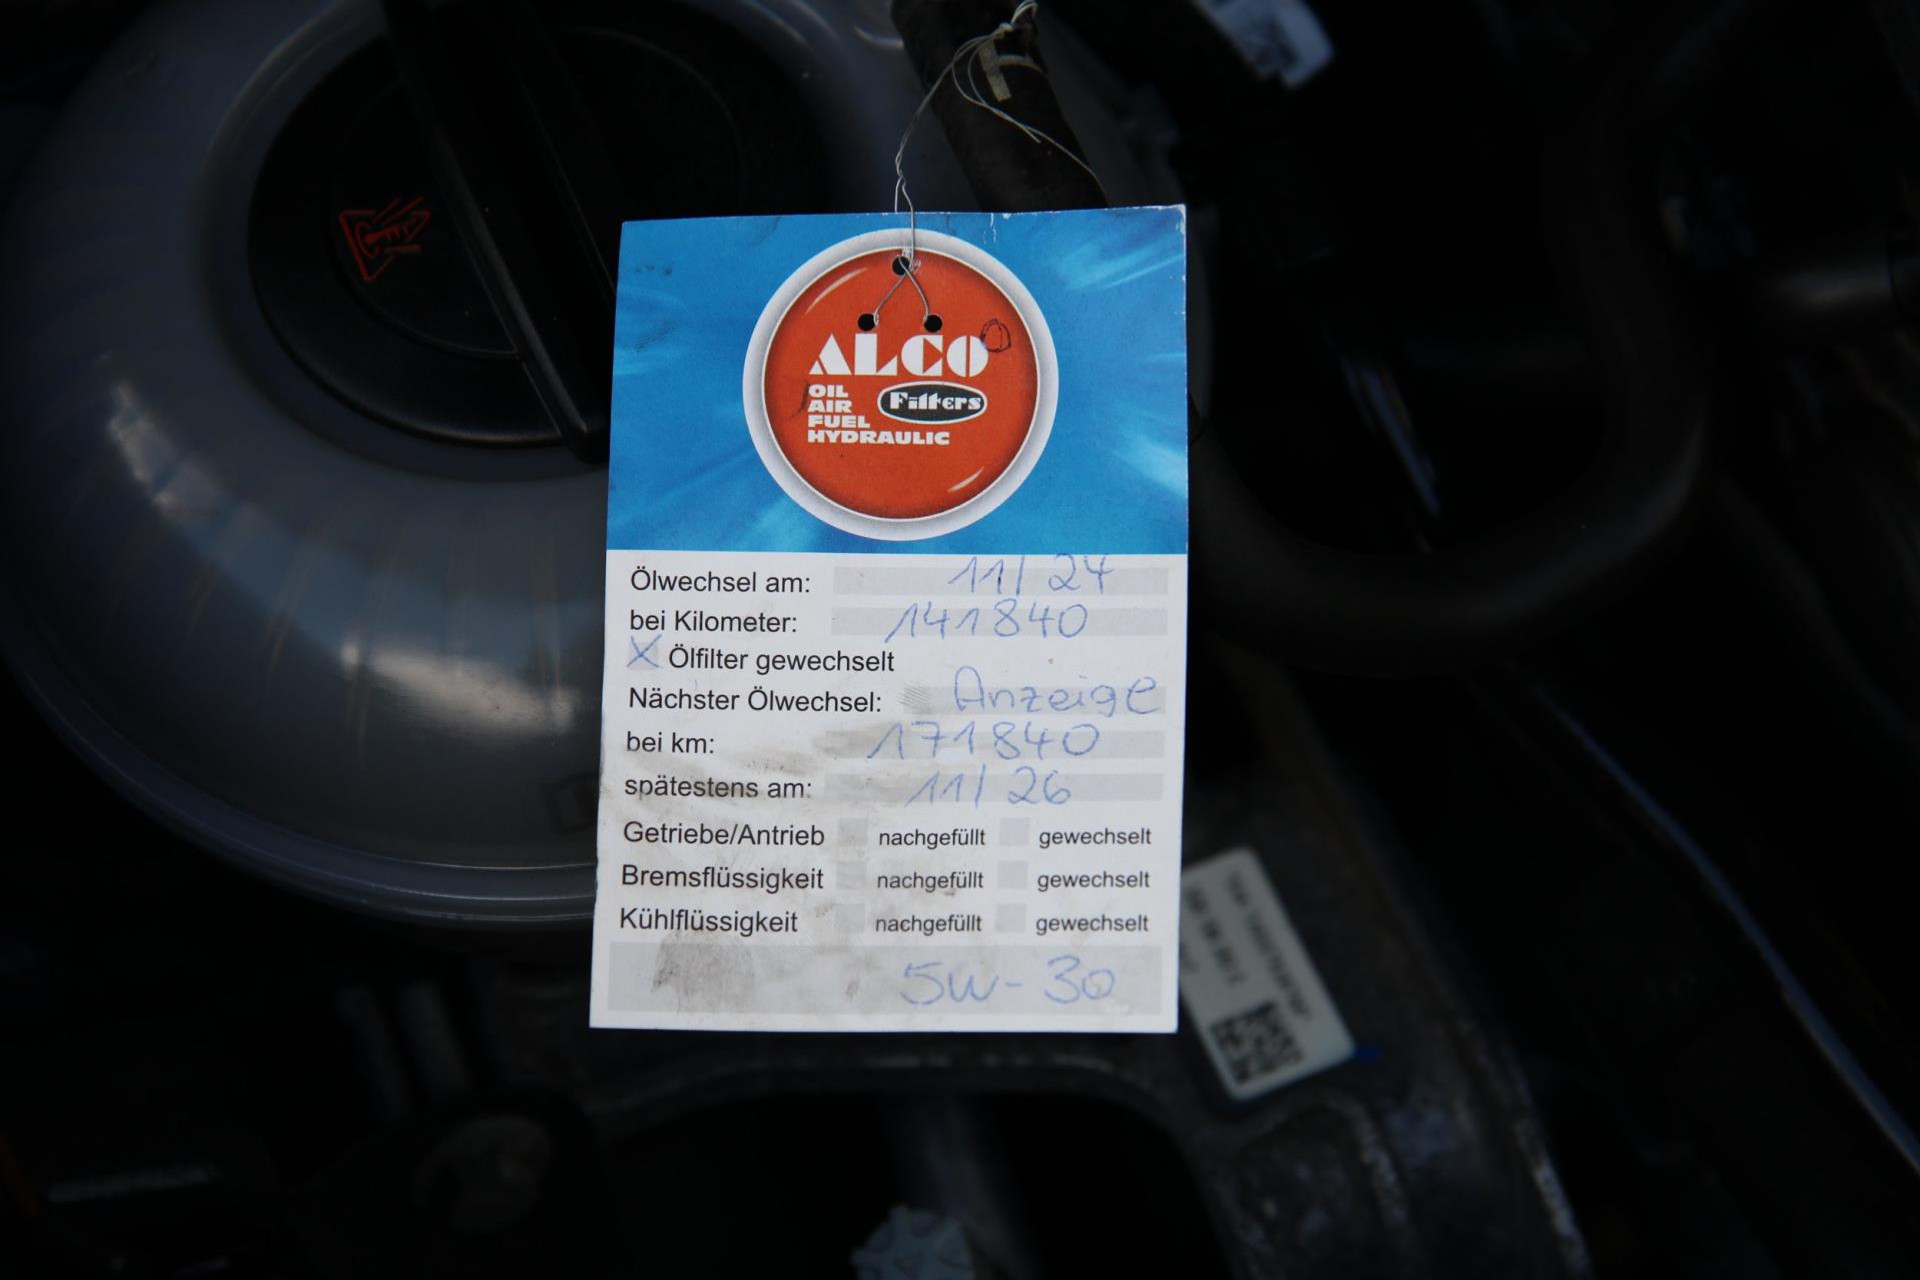 ALCO
Filters
OIL
AIR
FUEL
HYDRAULIC
Ölwechsel am: 11/24
bei Kilometer: 141840
X Ölfilter gewechselt
Nächster Ölwechsel: Anzeige
bei km: 171840
spätestens am: 11/26
Getriebe/Antrieb nachgefüllt gewechselt
Bremsflüssigkeit nachgefüllt gewechselt
Kühlflüssigkeit nachgefüllt gewechselt
5W-30